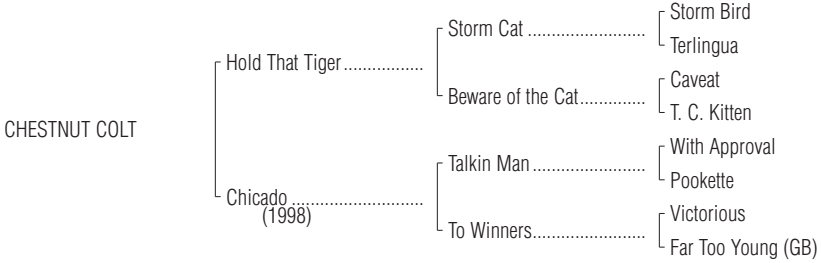 Storm Bird
Storm Cat ........................
Terlingua
Hold That Tiger.................
Caveat
Beware of the Cat..............
T. C. Kitten
CHESTNUT COLT
With Approval
Talkin Man ........................
Pookette
Chicado ............................
(1998)
Victorious
To Winners........................
Far Too Young (GB)